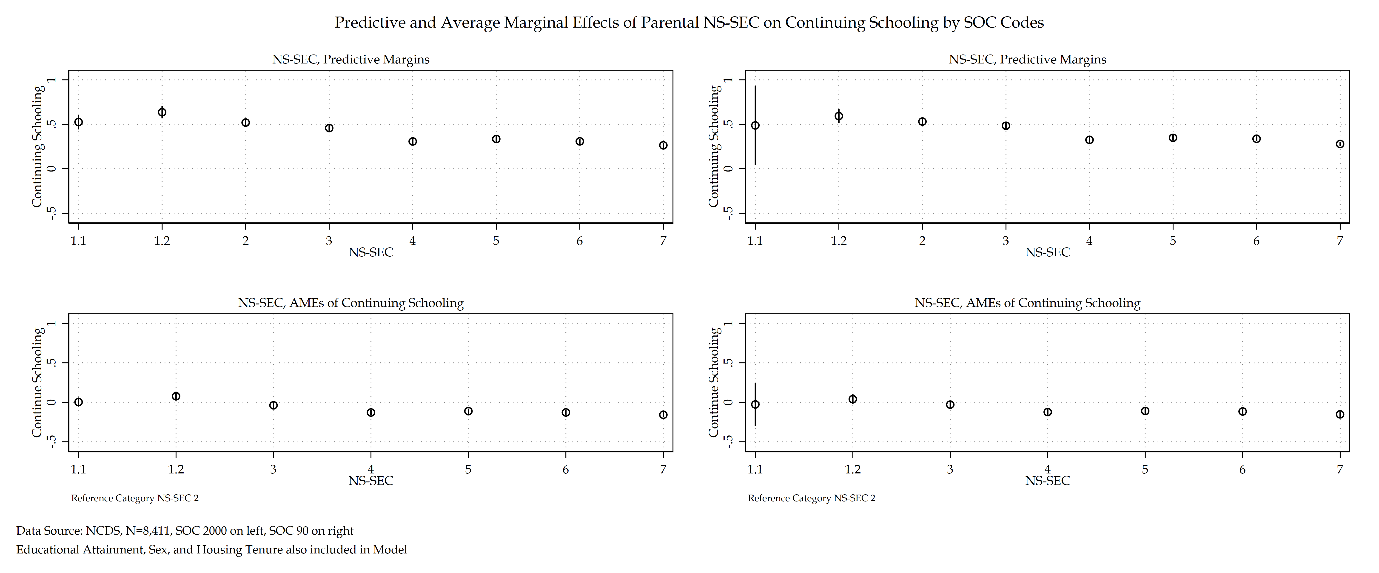 Predictive and Average Marginal Effects of Parental NS-SEC on Continuing Schooling by SOC Codes
NS-SEC, Predictive Margins
Continuing Schooling
1
.5
0
-.5
1.1 1.2 2 3 4 5 6 7
NS-SEC
NS-SEC, Predictive Margins
Continuing Schooling
1
.5
0
-.5
1.1 1.2 2 3 4 5 6 7
NS-SEC
NS-SEC, AMEs of Continuing Schooling
Continue Schooling
1
.5
0
-.5
1.1 1.2 3 4 5 6 7
NS-SEC
Reference Category NS-SEC 2
NS-SEC, AMEs of Continuing Schooling
Continue Schooling
1
.5
0
-.5
1.1 1.2 3 4 5 6 7
NS-SEC
Reference Category NS-SEC 2
Data Source: NCDS, N=8,411, SOC 2000 on left, SOC 90 on right
Educational Attainment, Sex, and Housing Tenure also included in Model